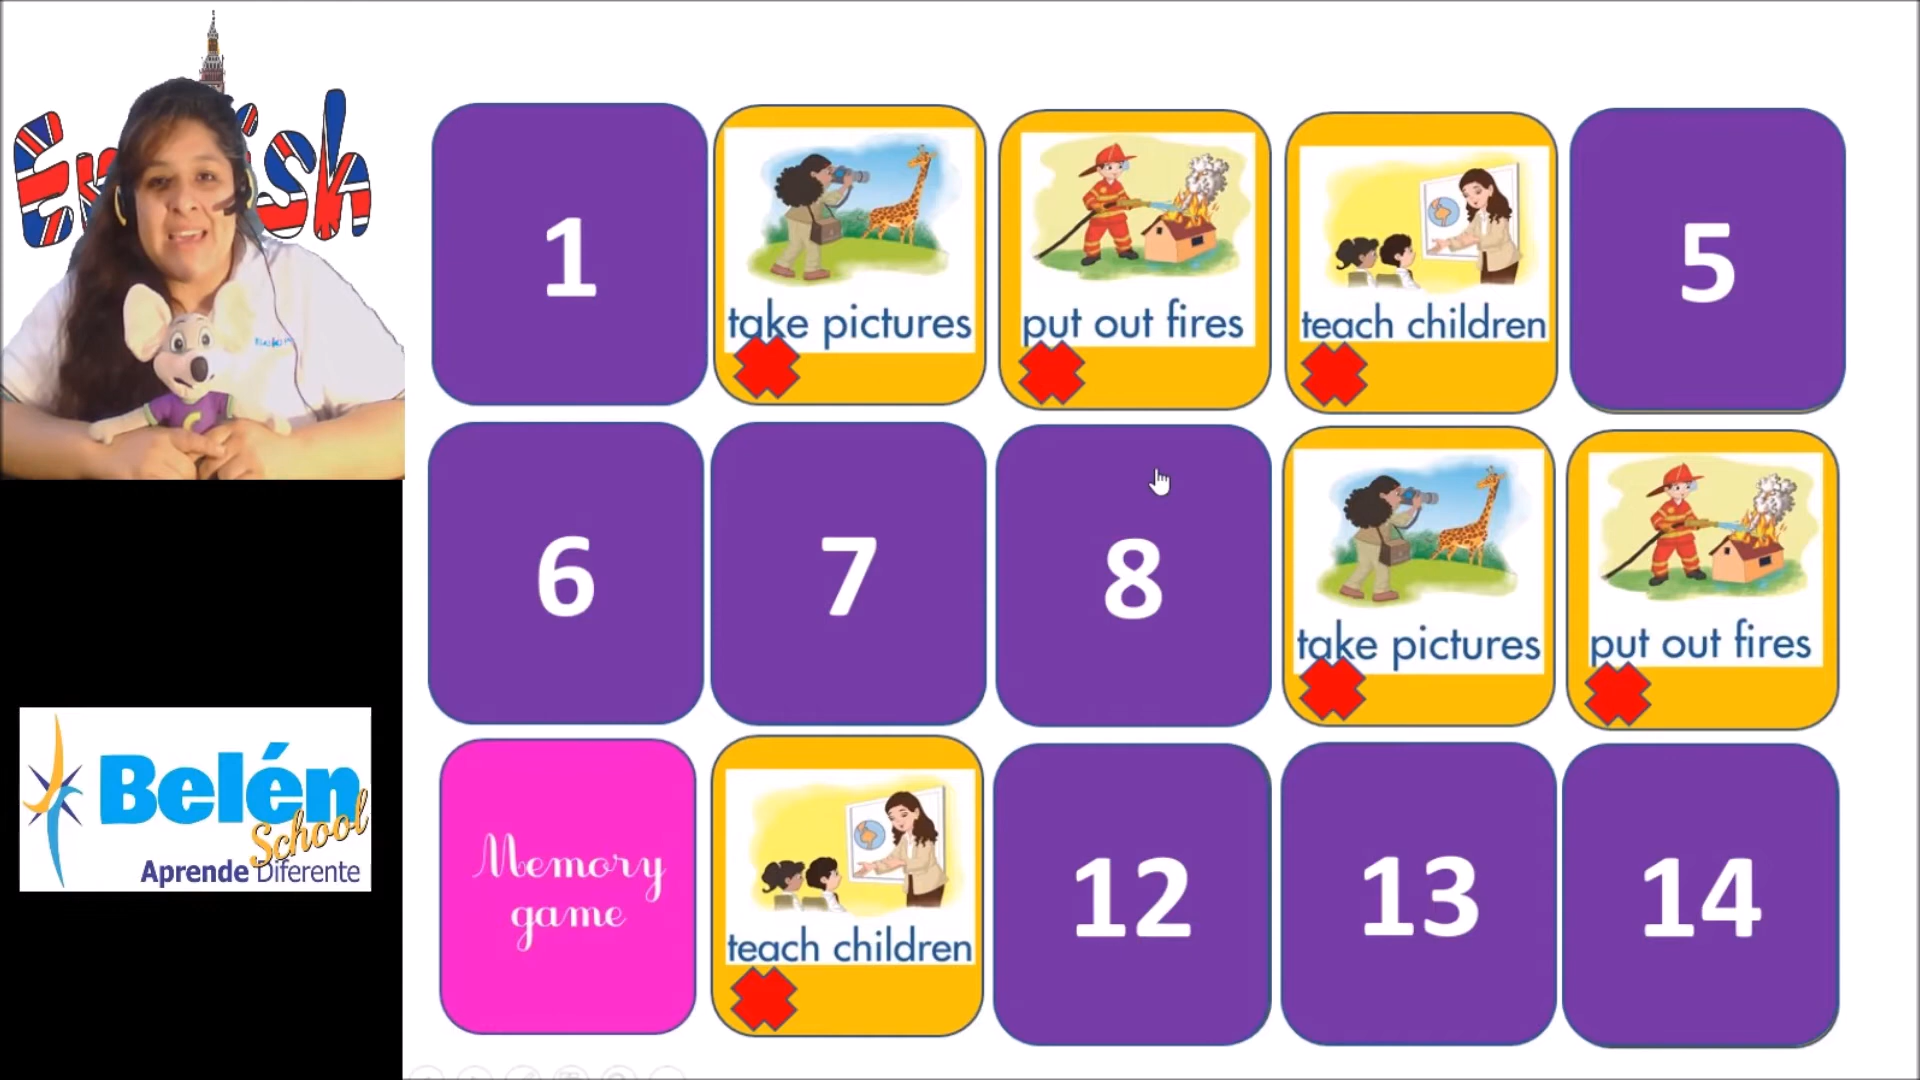 English
1
take pictures
put out fires
teach children
5
6
7
8
take pictures
put out fires
Memory
game
teach children
12
13
14
Belén
School
Aprende Diferente